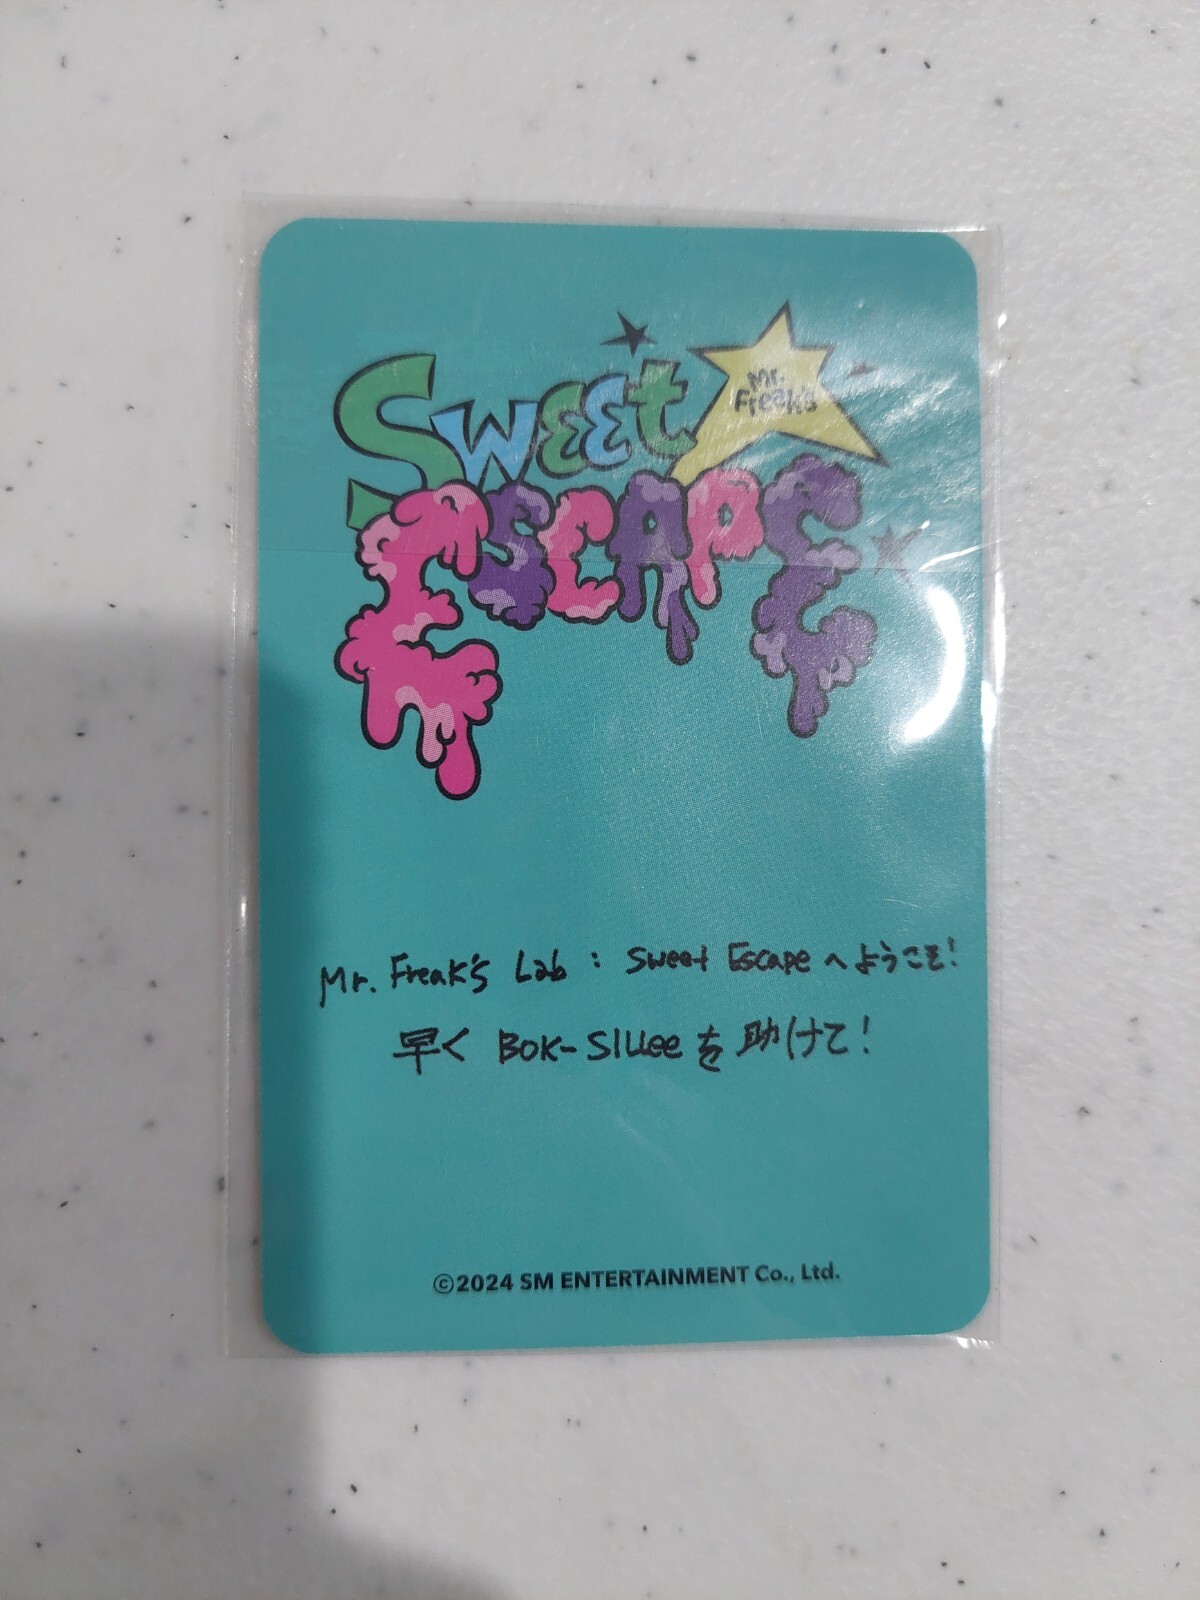 Sweet
Mr.
Freak's
ESCAPE
Mr. Freak's Lab : Sweet Escape へようこそ!
早く BOK-SILLee を助けて!
©2024 SM ENTERTAINMENT Co., Ltd.